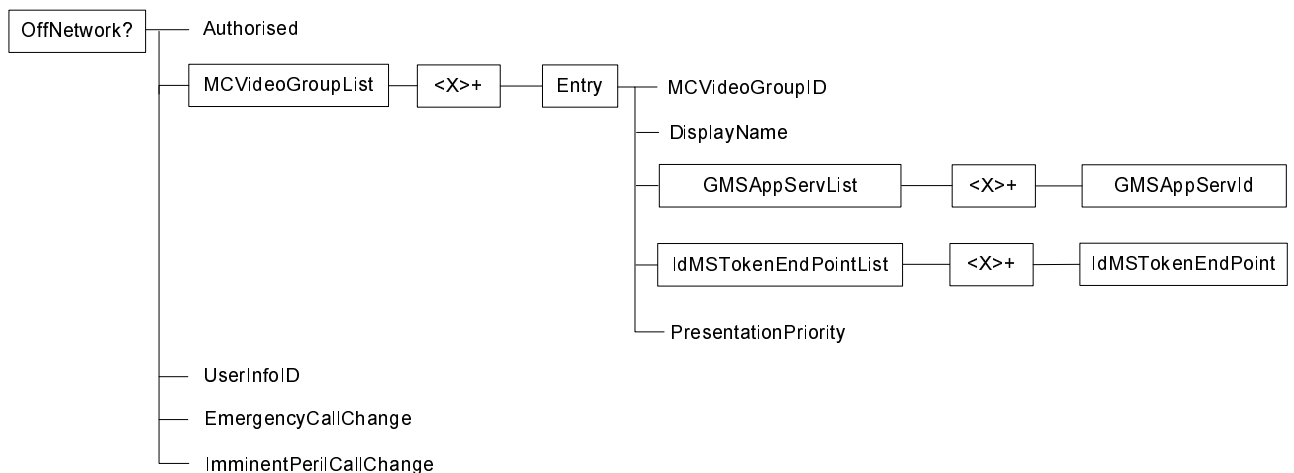 OffNetwork?
Authorised
MCVideoGroupList
<X>+
Entry
MCVideoGroupID
DisplayName
GMSAppServList
<X>+
GMSAppServId
IdMSTokenEndPointList
<X>+
IdMSTokenEndPoint
PresentationPriority
UserInfoID
EmergencyCallChange
ImminentPerilCallChange